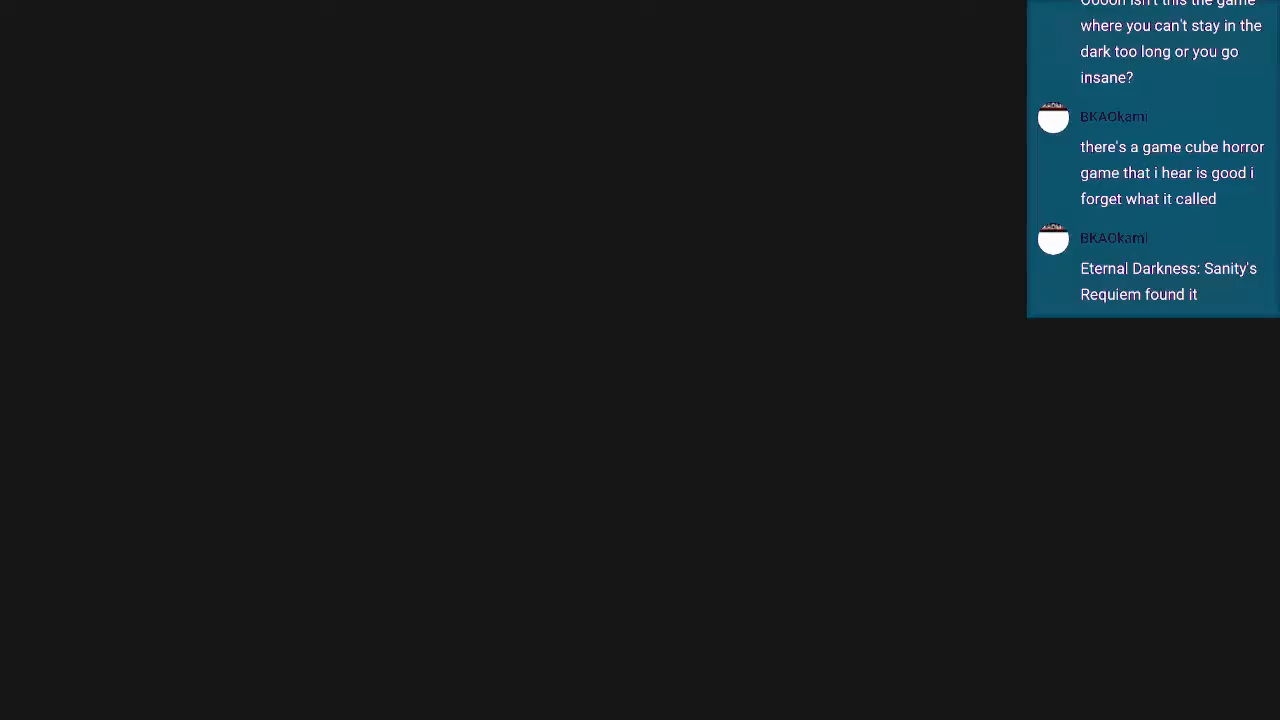 Ooooh isn't this the game
where you can't stay in the
dark too long or you go
insane?
BKAOkami
there's a game cube horror
game that i hear is good i
forget what it called
BKAOkami
Eternal Darkness: Sanity's
Requiem found it